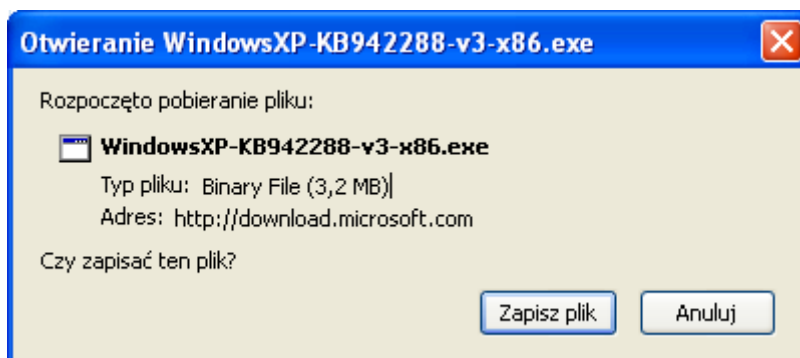 Otwieranie WindowsXP-KB942288-v3-x86.exe
Rozpoczęto pobieranie pliku:
WindowsXP-KB942288-v3-x86.exe
Typ pliku: Binary File (3,2 MB)
Adres: http://download.microsoft.com
Czy zapisać ten plik?
Zapisz plik Anuluj